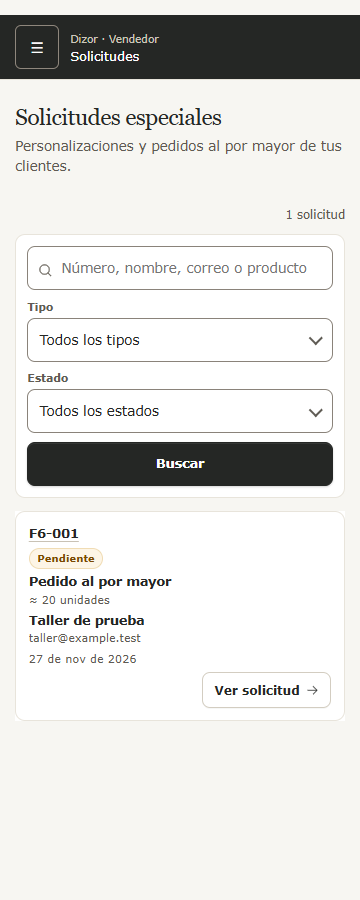 Dizor · Vendedor
Solicitudes
Solicitudes especiales
Personalizaciones y pedidos al por mayor de tus
clientes.
1 solicitud
Número, nombre, correo o producto
Tipo
Todos los tipos
Estado
Todos los estados
Buscar
F6-001
Pendiente
Pedido al por mayor
≈ 20 unidades
Taller de prueba
taller@example.test
27 de nov de 2026
Ver solicitud →